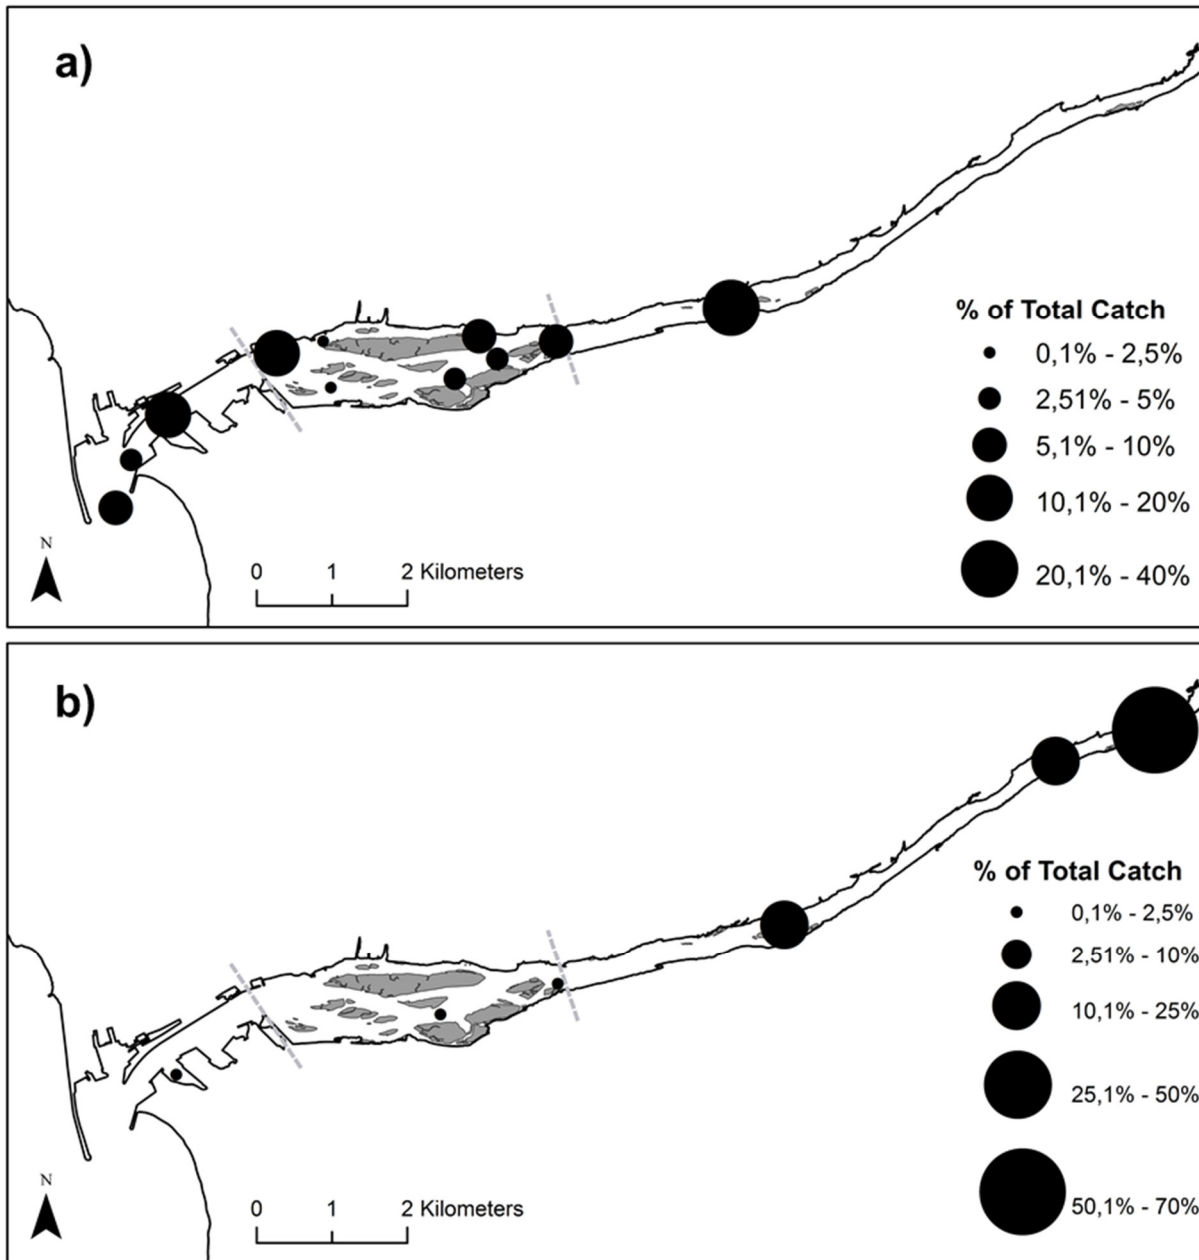 a)
% of Total Catch
0,1% - 2,5%
2,51% - 5%
5,1% - 10%
10,1% - 20%
20,1% - 40%
N
0 1 2 Kilometers
b)
% of Total Catch
0,1% - 2,5%
2,51% - 10%
10,1% - 25%
25,1% - 50%
50,1% - 70%
N
0 1 2 Kilometers